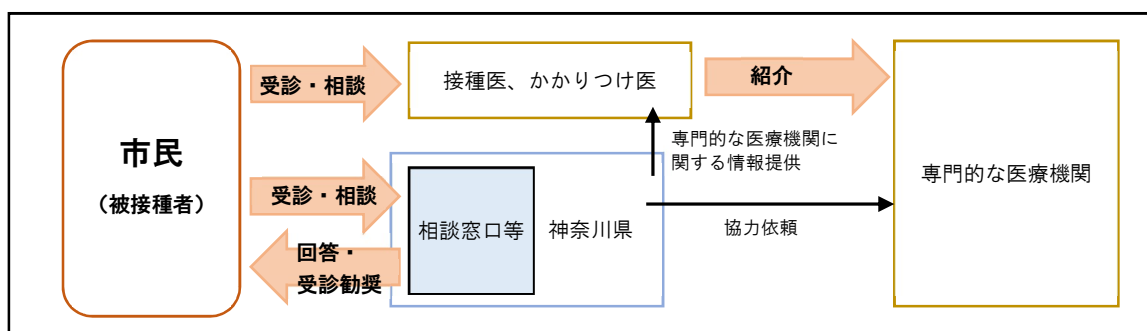 市民
（被接種者）
受診・相談
接種医、かかりつけ医
紹介
専門的な医療機関に
関する情報提供
専門的な医療機関
受診・相談
相談窓口等
神奈川県
協力依頼
回答・
受診勧奨